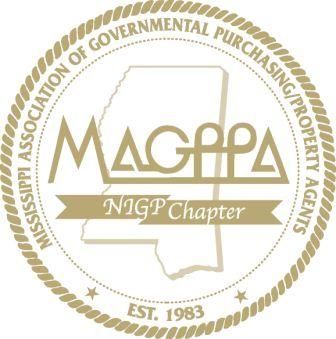 MISSISSIPPI ASSOCIATION OF GOVERNMENTAL PURCHASING/PROPERTY AGENTS
MAGPPA
NIGP Chapter
EST. 1983